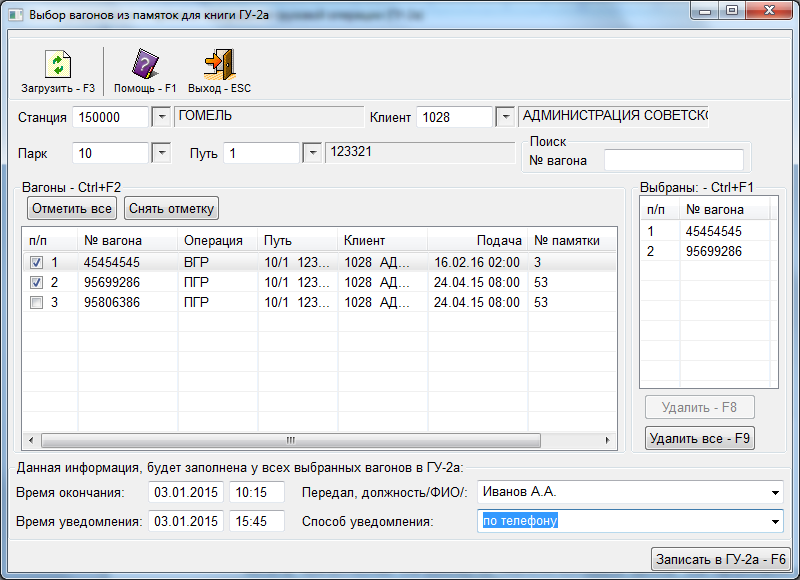 Выбор вагонов из памяток для книги ГУ-2а
Загрузить - F3 Помощь - F1 Выход - ESC
Станция 150000 ГОМЕЛЬ Клиент 1028 АДМИНИСТРАЦИЯ СОВЕТСКО
Парк 10 Путь 1 123321 Поиск
№ вагона
Вагоны - Ctrl+F2 Выбраны: - Ctrl+F1
Отметить все Снять отметку
п/п № вагона
1 45454545
2 95699286
п/п № вагона Операция Путь Клиент Подача № памятки
1 45454545 ВГР 10/1 123... 1028 АД... 16.02.16 02:00 3
2 95699286 ПГР 10/1 123... 1028 АД... 24.04.15 08:00 53
3 95806386 ПГР 10/1 123... 1028 АД... 24.04.15 08:00 53
Удалить - F8
Удалить все - F9
Данная информация, будет заполнена у всех выбранных вагонов в ГУ-2а:
Время окончания: 03.01.2015 10:15 Передал, должность/ФИО/: Иванов А.А.
Время уведомления: 03.01.2015 15:45 Способ уведомления: по телефону
Записать в ГУ-2а - F6